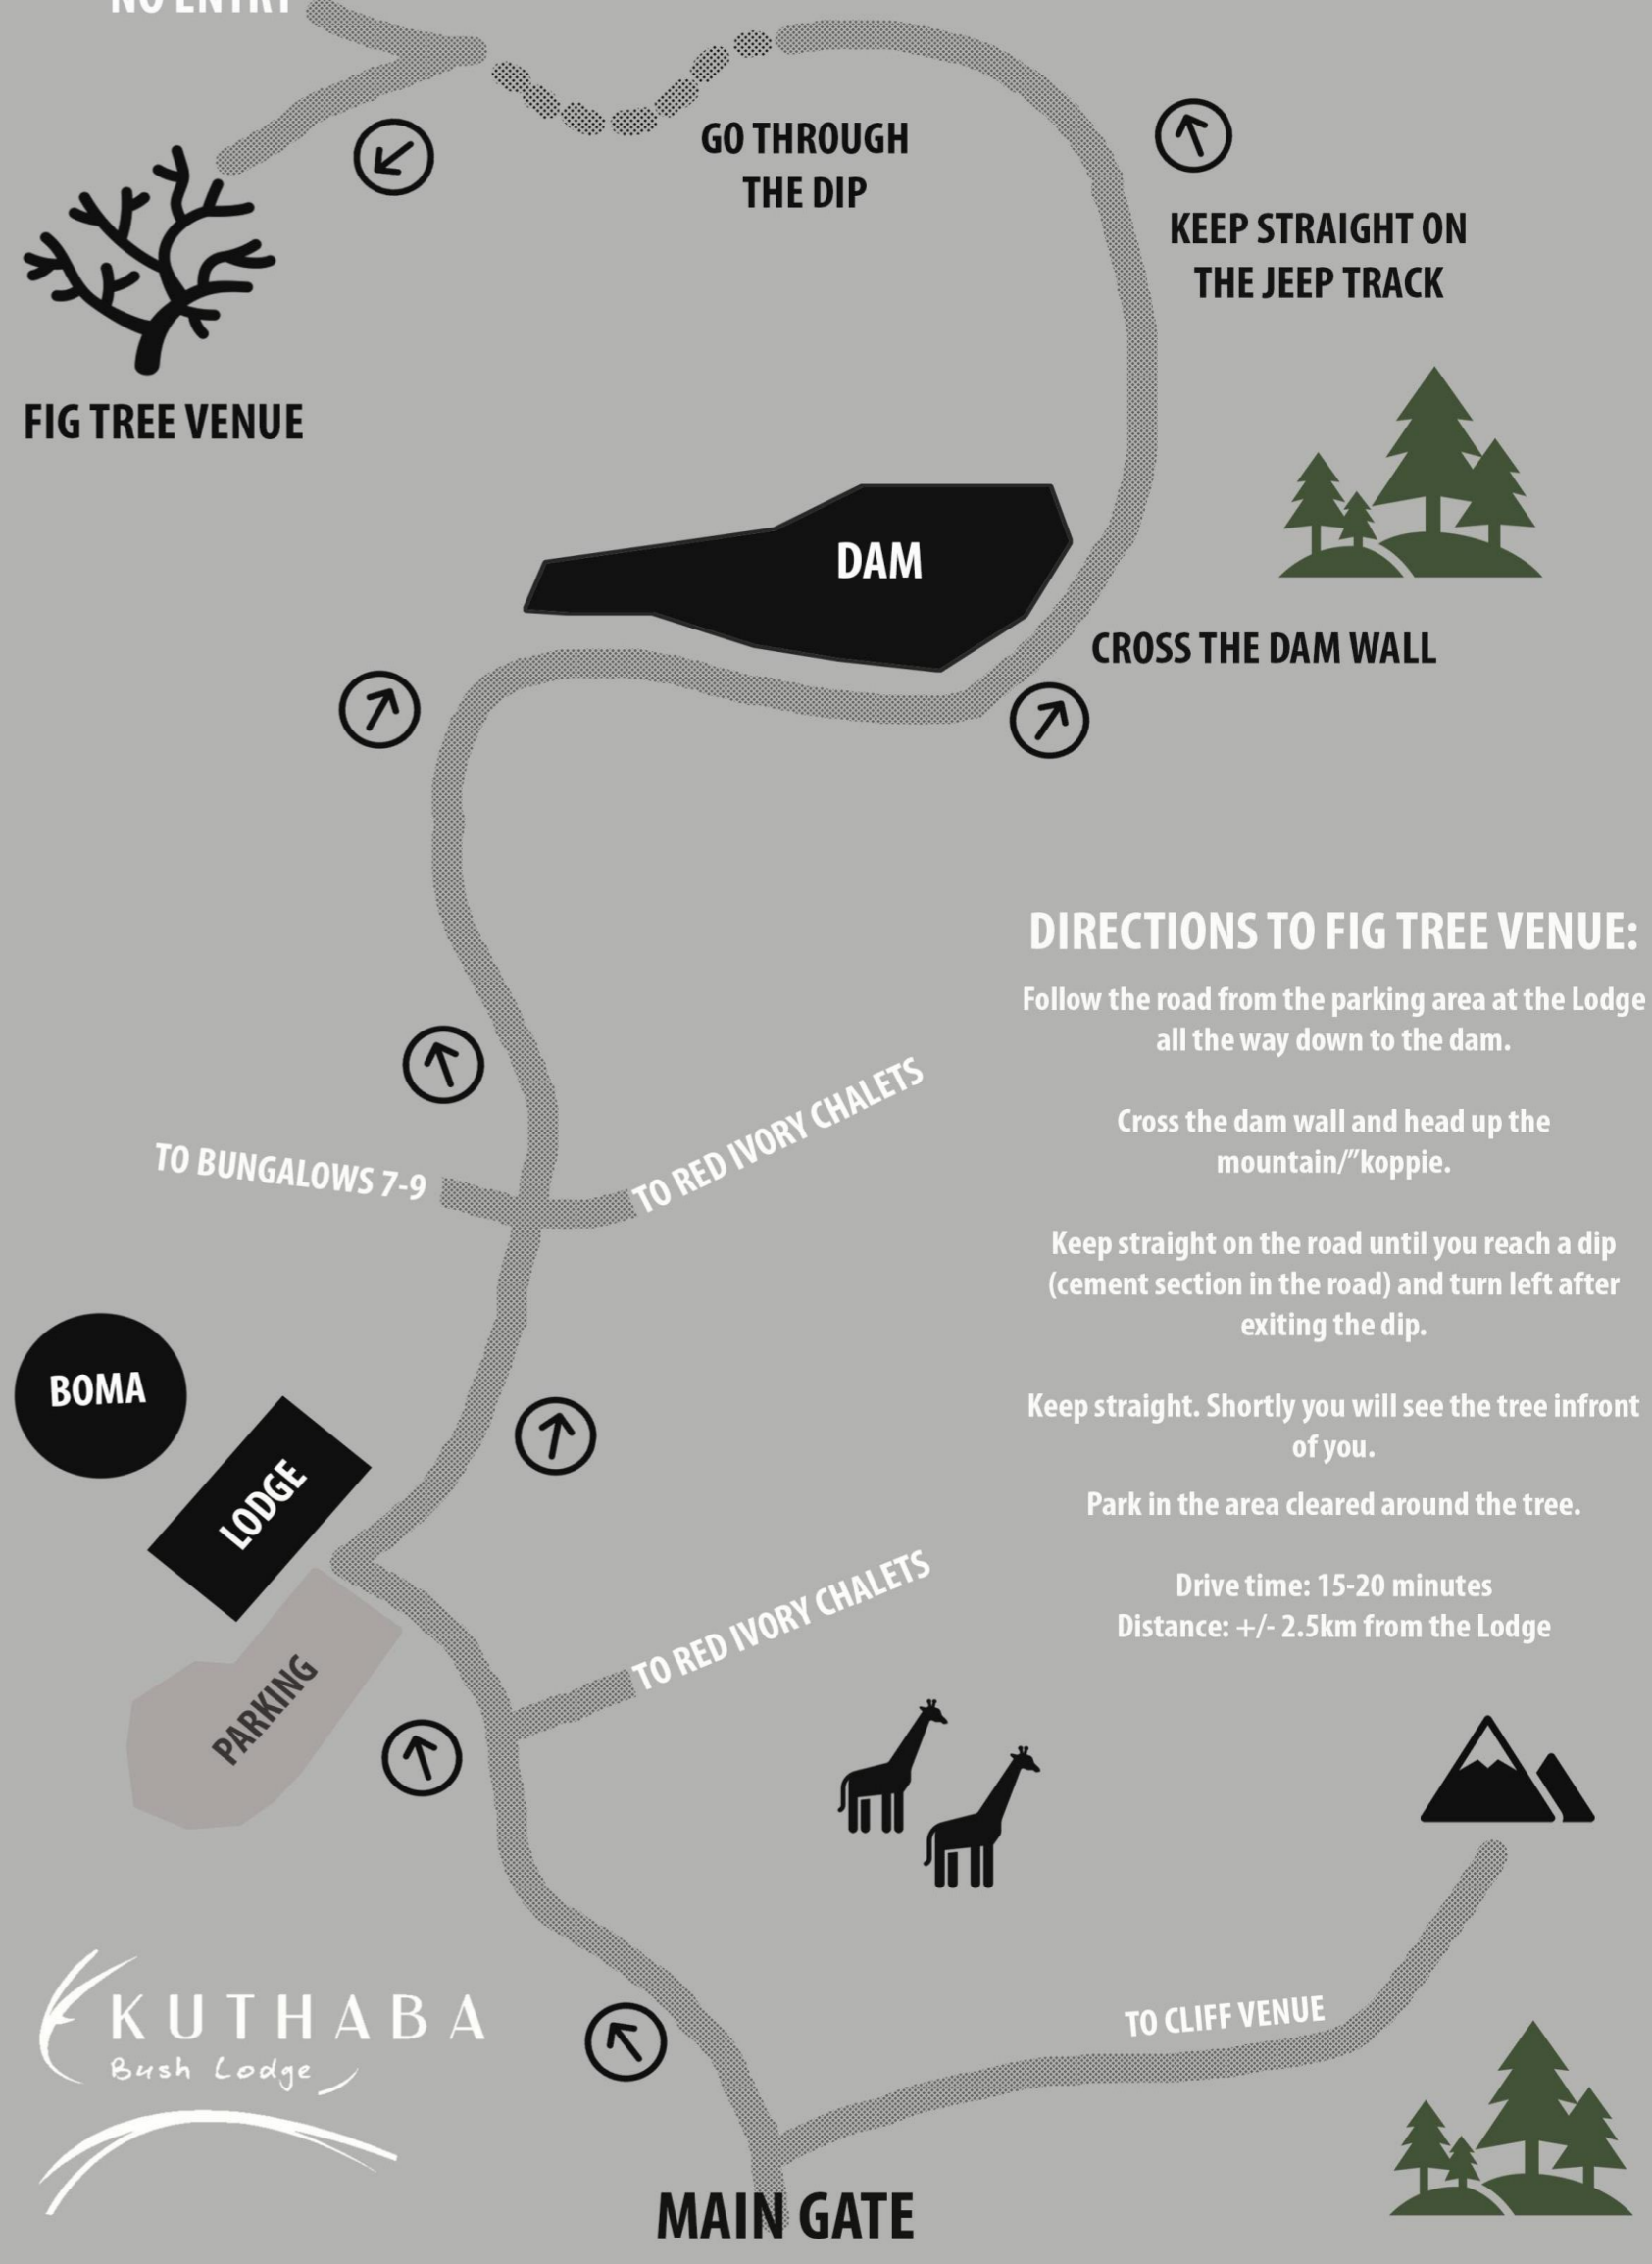 NO ENTRY
GO THROUGH
THE DIP
KEEP STRAIGHT ON
THE JEEP TRACK
FIG TREE VENUE
DAM
CROSS THE DAM WALL
DIRECTIONS TO FIG TREE VENUE:
Follow the road from the parking area at the Lodge
all the way down to the dam.
Cross the dam wall and head up the
mountain/"koppie.
Keep straight on the road until you reach a dip
(cement section in the road) and turn left after
exiting the dip.
Keep straight. Shortly you will see the tree infront
of you.
Park in the area cleared around the tree.
Drive time: 15-20 minutes
Distance: +/- 2.5km from the Lodge
TO RED IVORY CHALETS
TO BUNGALOWS 7-9
BOMA
LODGE
PARKING
TO RED IVORY CHALETS
KUTHABA
Bush Lodge
TO CLIFF VENUE
MAIN GATE